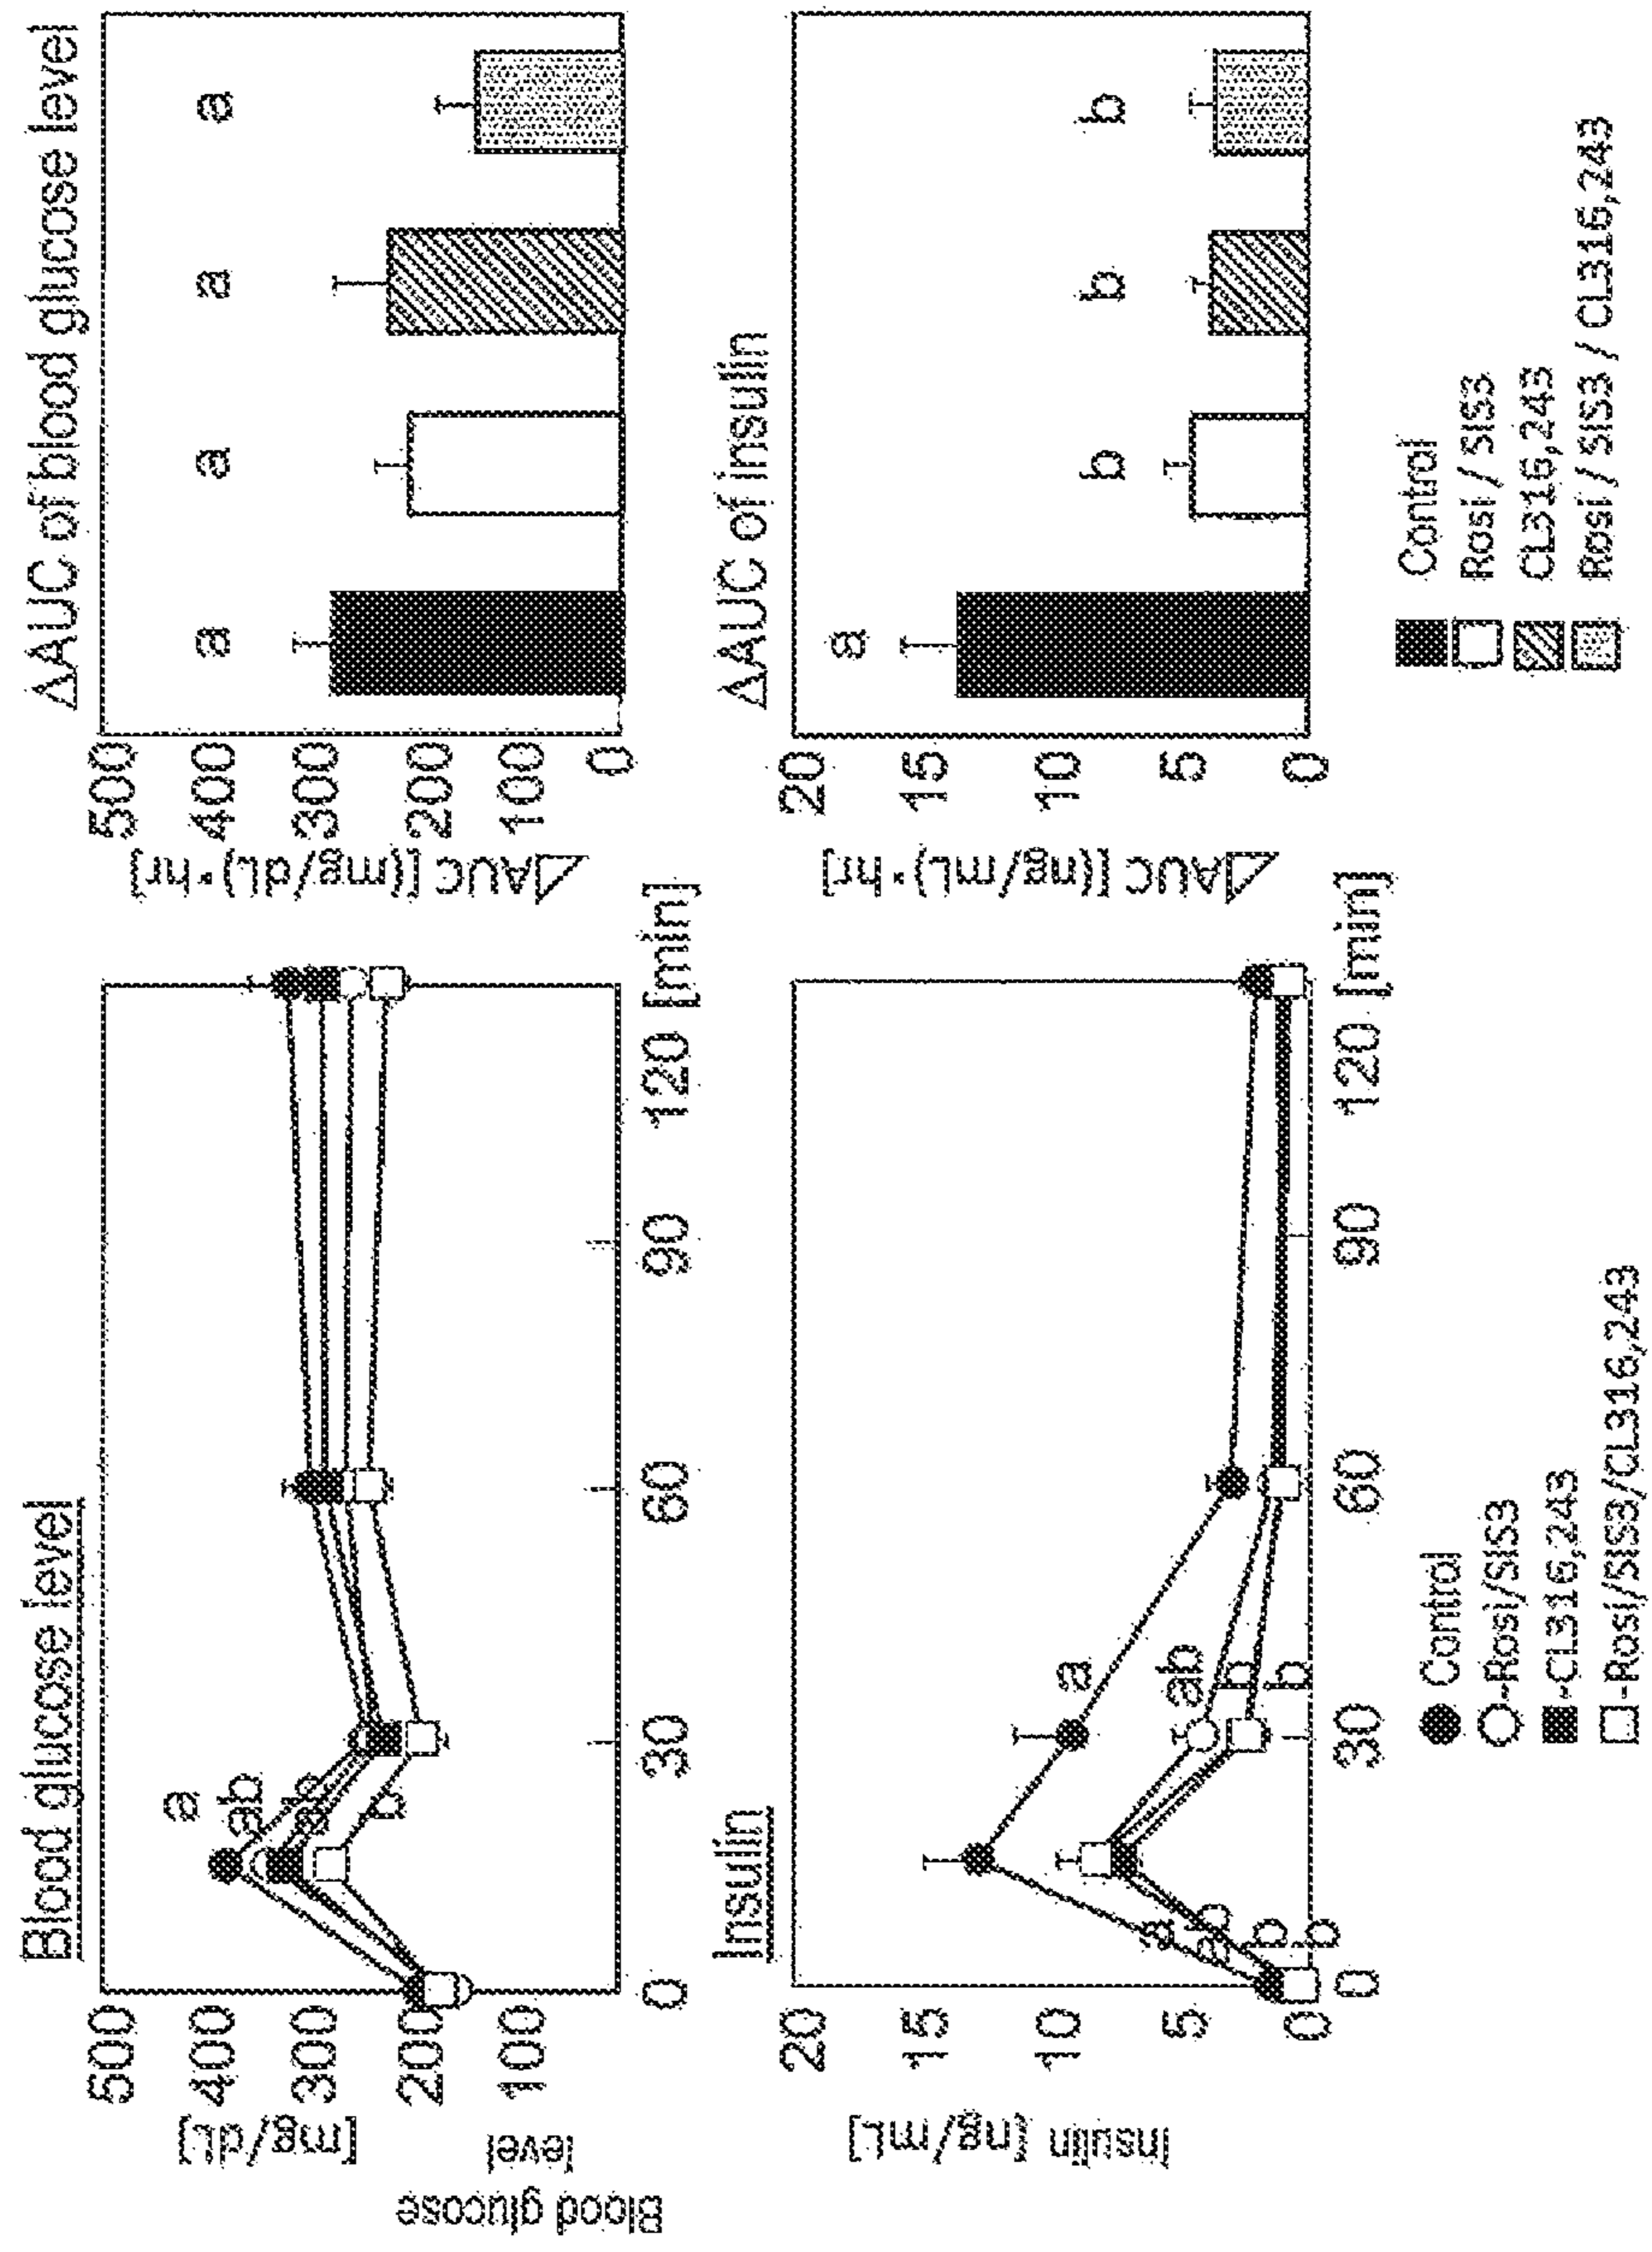 Blood glucose level
Blood glucose
level
[mg/dL]
500
400
300
200
100
0
30
60
90
120 [min]
a
ab
ab
b
ΔAUC of blood glucose level
ΔAUC [(mg/dL)*hr]
500
400
300
200
100
0
a
a
a
a
Insulin
Insulin [ng/mL]
20
15
10
5
0
0
30
60
90
120 [min]
a
ab
b
b
a
ab
b
b
ΔAUC of insulin
ΔAUC [(ng/mL)*hr]
20
15
10
5
0
a
b
b
b
Control
Rosi/SIS3
CL316,243
Rosi/SIS3/CL316,243
Control
Rosi / SIS3
CL316,243
Rosi / SIS3 / CL316,243